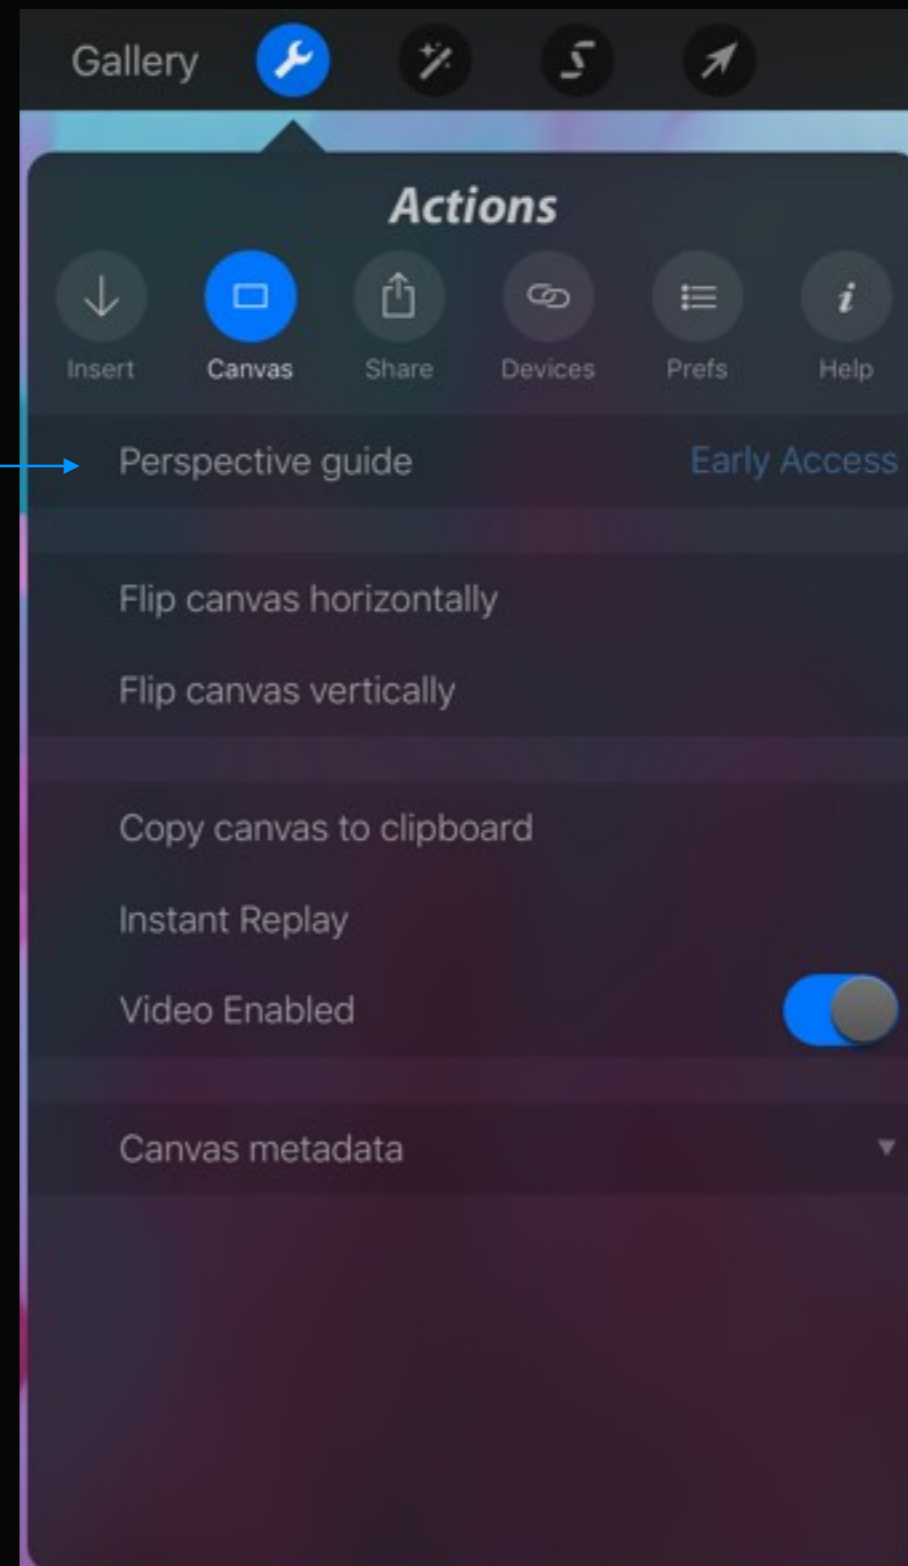 Gallery
Actions
Insert Canvas Share Devices Prefs Help
Perspective guide Early Access
Flip canvas horizontally
Flip canvas vertically
Copy canvas to clipboard
Instant Replay
Video Enabled
Canvas metadata